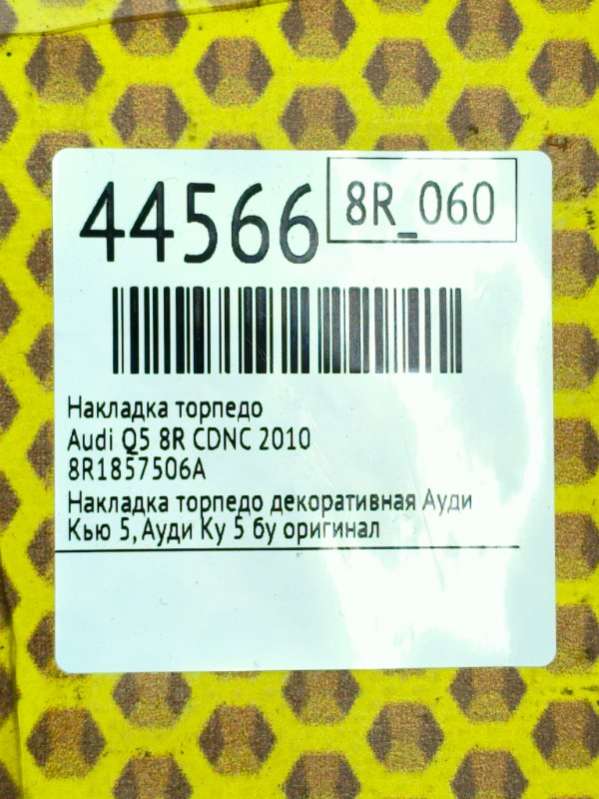 44566
8R_060
Накладка торпедо
Audi Q5 8R CDNC 2010
8R1857506A
Накладка торпедо декоративная Ауди
Кью 5, Ауди Ку 5 бу оригинал